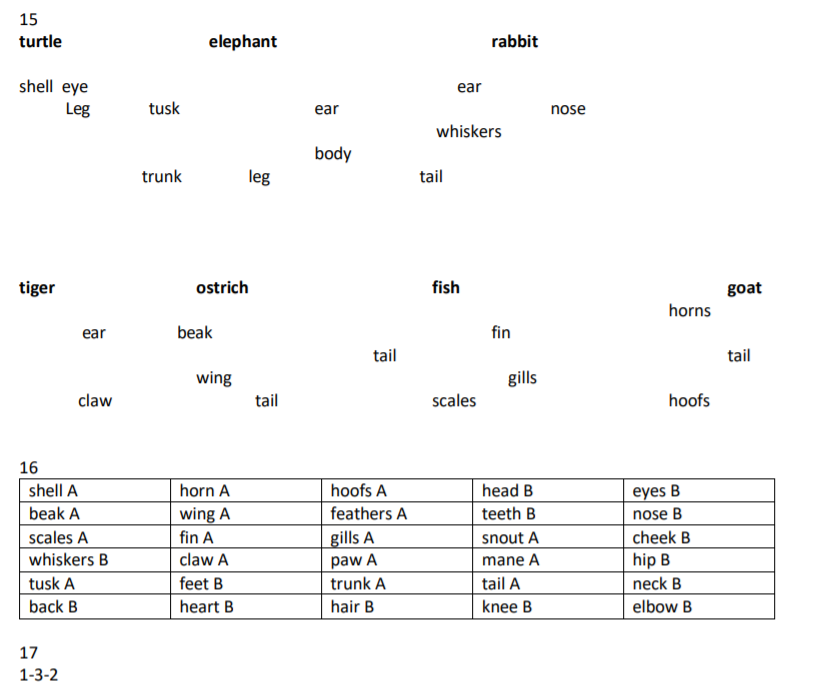 15
turtle elephant rabbit
shell eye ear
Leg tusk ear nose
whiskers
body
trunk leg tail
tiger ostrich fish goat
horns
ear beak fin
tail tail
wing gills
claw tail scales hoofs
16
shell A horn A hoofs A head B eyes B
beak A wing A feathers A teeth B nose B
scales A fin A gills A snout A cheek B
whiskers B claw A paw A mane A hip B
tusk A feet B trunk A tail A neck B
back B heart B hair B knee B elbow B
17
1-3-2